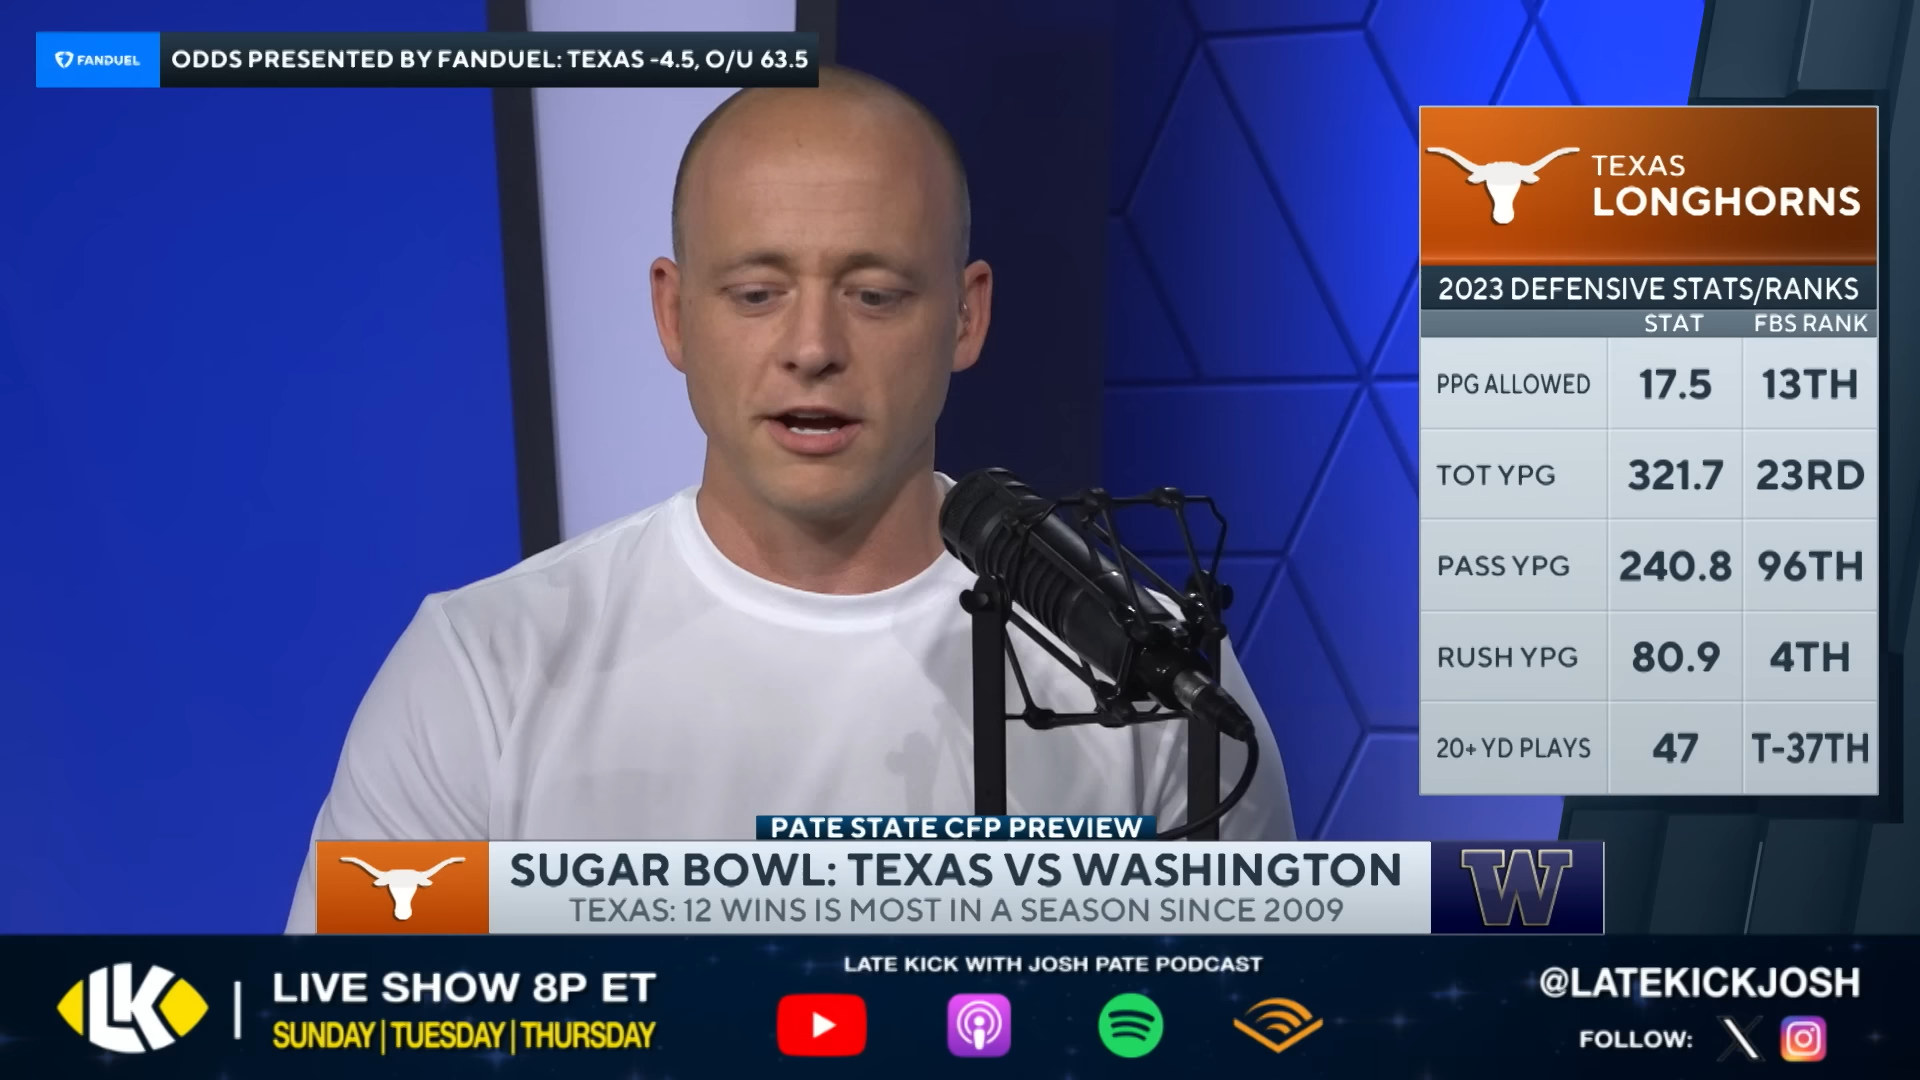 FANDUEL
ODDS PRESENTED BY FANDUEL: TEXAS -4.5, O/U 63.5
TEXAS
LONGHORNS
2023 DEFENSIVE STATS/RANKS
STAT FBS RANK
PPG ALLOWED 17.5 13TH
TOT YPG 321.7 23RD
PASS YPG 240.8 96TH
RUSH YPG 80.9 4TH
20+ YD PLAYS 47 T-37TH
PATE STATE CFP PREVIEW
SUGAR BOWL: TEXAS VS WASHINGTON
TEXAS: 12 WINS IS MOST IN A SEASON SINCE 2009
W
LK
LIVE SHOW 8P ET
SUNDAY | TUESDAY | THURSDAY
LATE KICK WITH JOSH PATE PODCAST
@LATEKICKJOSH
FOLLOW: X